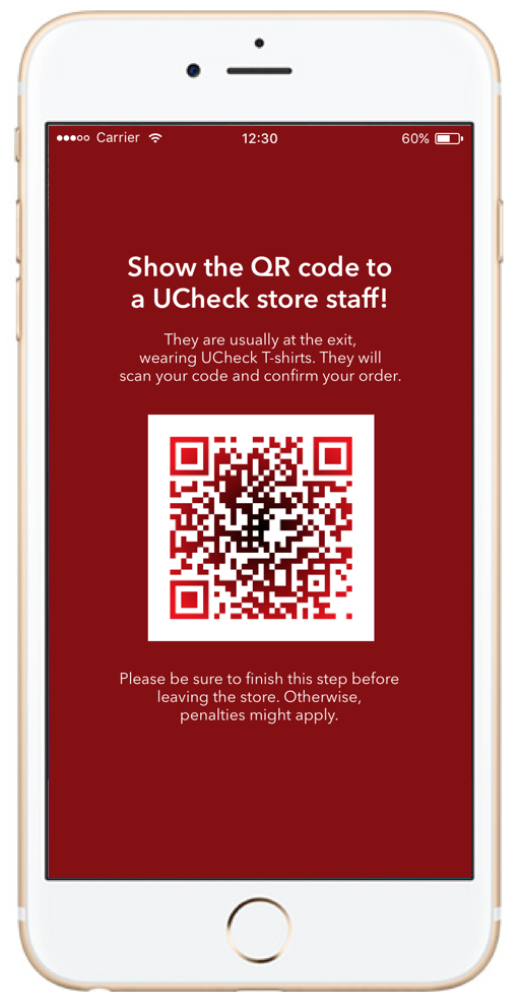 ●●●○○ Carrier 12:30 60%
Show the QR code to
a UCheck store staff!
They are usually at the exit,
wearing UCheck T-shirts. They will
scan your code and confirm your order.
Please be sure to finish this step before
leaving the store. Otherwise,
penalties might apply.